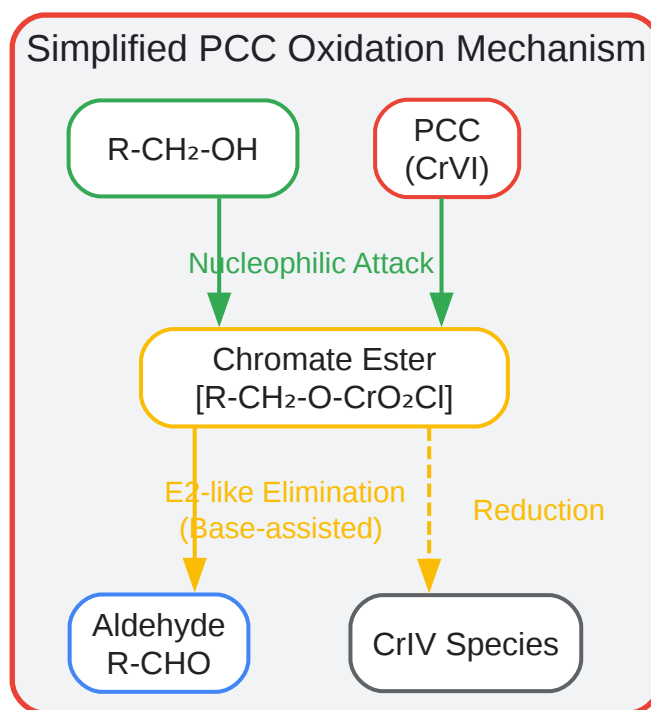 Simplified PCC Oxidation Mechanism
R-CH₂-OH
PCC
(CrVI)
Nucleophilic Attack
Chromate Ester
[R-CH₂-O-CrO₂Cl]
E2-like Elimination
(Base-assisted)
Reduction
Aldehyde
R-CHO
CrIV Species